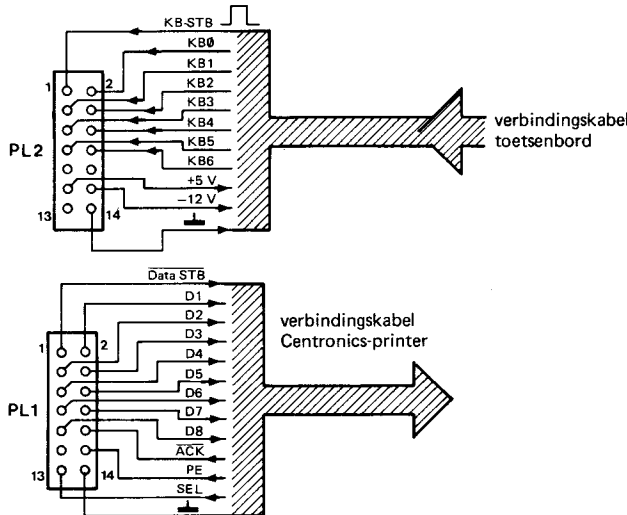 KB-STB
KBØ
1
2
KB1
KB2
KB3
KB4
PL2
KB5
KB6
+5 V
-12 V
13
14
verbindingskabel
toetsenbord
Data STB
D1
D2
1
2
D3
D4
D5
PL1
D6
D7
D8
ACK
13
14
PE
SEL
verbindingskabel
Centronics-printer